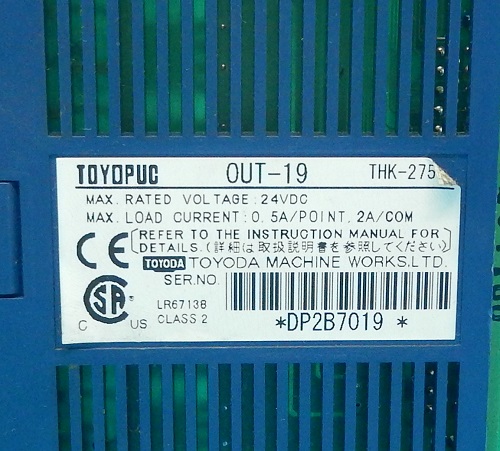 TOYOPUC OUT-19 THK-275
MAX. RATED VOLTAGE: 24VDC
MAX. LOAD CURRENT: 0.5A/POINT, 2A/COM
CE [REFER TO THE INSTRUCTION MANUAL FOR
DETAILS. (詳細は取扱説明書を参照してください)]
TOYODA TOYODA MACHINE WORKS.LTD.
SER.NO.
SA ® LR67138
C US CLASS 2 *DP2B7019 *